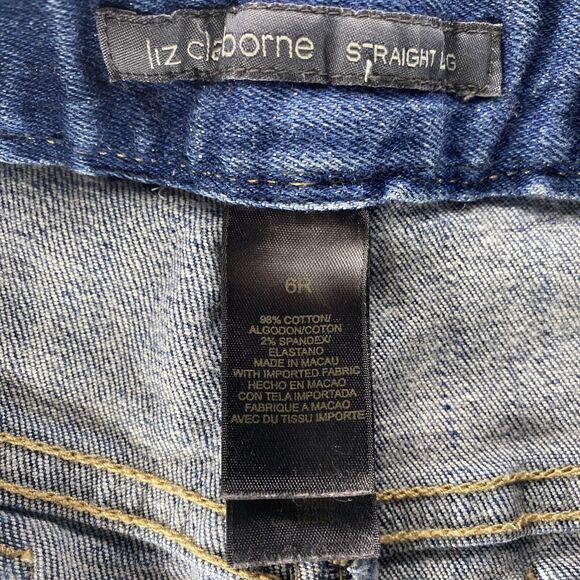 liz claiborne STRAIGHT LEG
6R
98% COTTON/
ALGODON/COTON
2% SPANDEX/
ELASTANO
MADE IN MACAU
WITH IMPORTED FABRIC
HECHO EN MACAO
CON TELA IMPORTADA
FABRIQUE A MACAO
AVEC DU TISSU IMPORTE